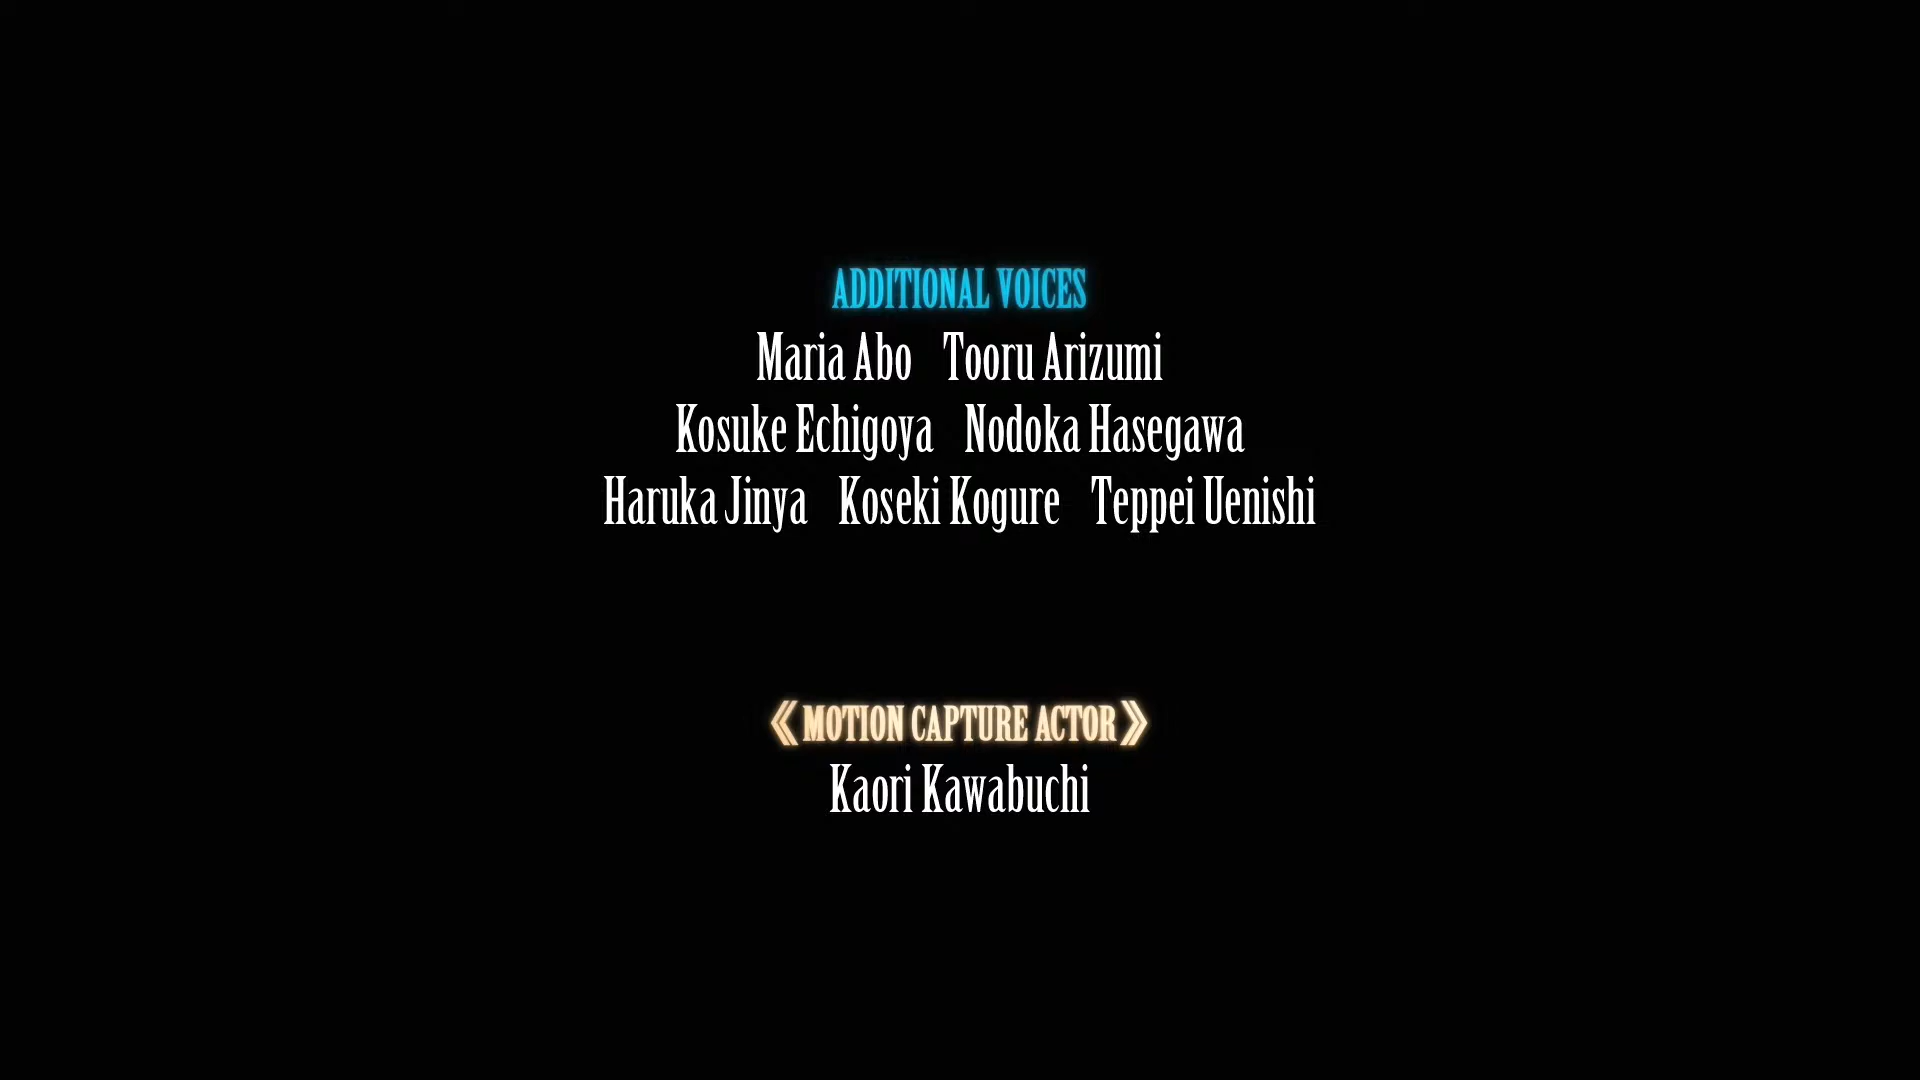 ADDITIONAL VOICES
Maria Abo Tooru Arizumi
Kosuke Echigoya Nodoka Hasegawa
Haruka Jinya Koseki Kogure Teppei Uenishi
《MOTION CAPTURE ACTOR》
Kaori Kawabuchi